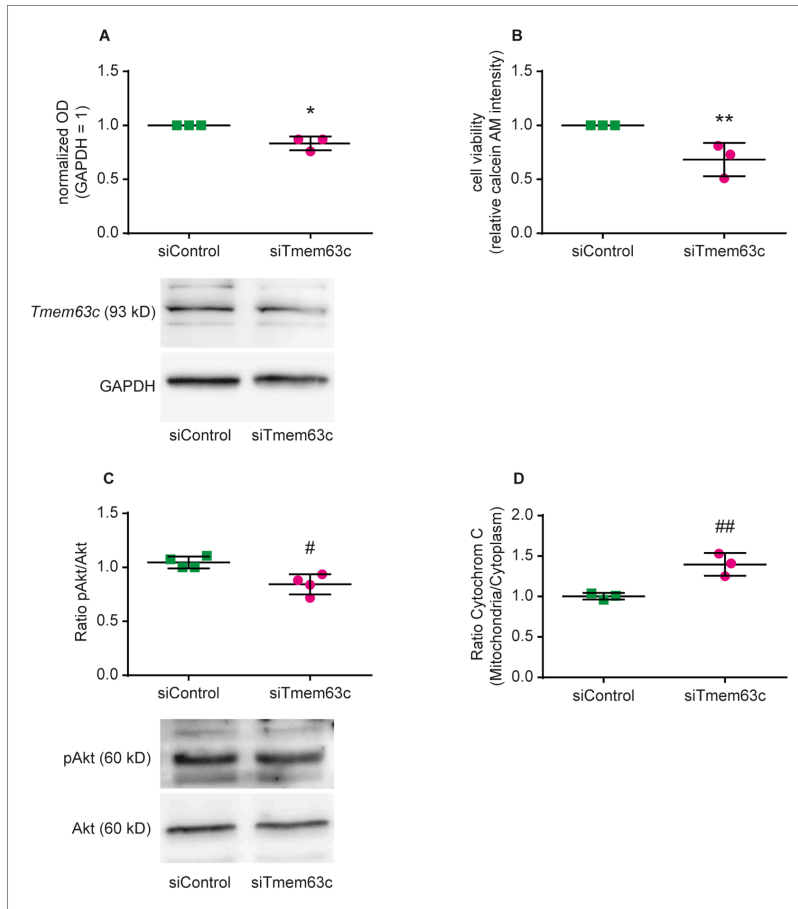 A
normalized OD
(GAPDH = 1)
1.5
1.0
0.5
0.0
*
siControl
siTmem63c
Tmem63c (93 kD)
GAPDH
siControl
siTmem63c
B
cell viability
(relative calcein AM intensity)
1.5
1.0
0.5
0.0
**
siControl
siTmem63c
C
Ratio pAkt/Akt
1.5
1.0
0.5
0.0
#
siControl
siTmem63c
pAkt (60 kD)
Akt (60 kD)
siControl
siTmem63c
D
Ratio Cytochrom C
(Mitochondria/Cytoplasm)
2.0
1.5
1.0
0.5
0.0
##
siControl
siTmem63c